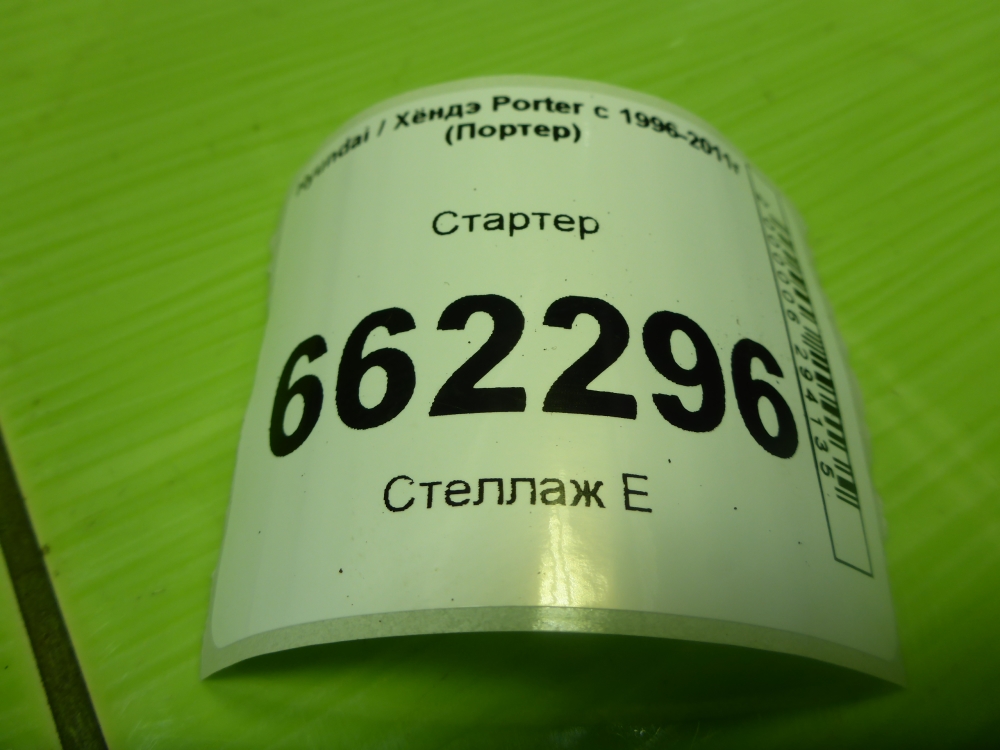 Hyundai / Хёндэ Porter с 1996-2011г
(Портер)
Стартер
662296
Стеллаж Е